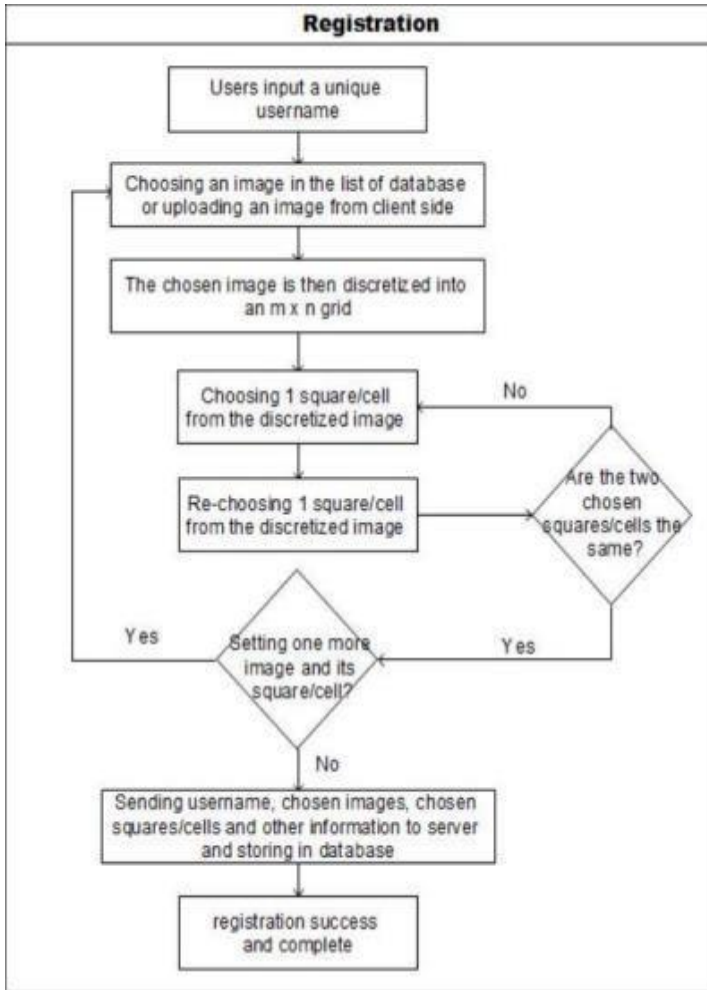 Registration
Users input a unique
username
Choosing an image in the list of database
or uploading an image from client side
The chosen image is then discretized into
an m x n grid
Choosing 1 square/cell
from the discretized image
No
Re-choosing 1 square/cell
from the discretized image
Are the two
chosen
squares/cells the
same?
Yes
Setting one more
image and its
square/cell?
Yes
No
Sending username, chosen images, chosen
squares/cells and other information to server
and storing in database
registration success
and complete